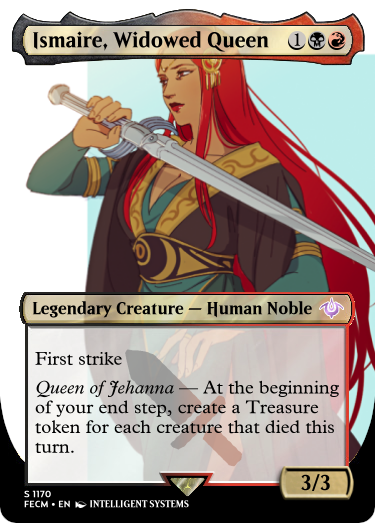 Ismaire, Widowed Queen 1
Legendary Creature — Human Noble
First strike
Queen of Jehanna — At the beginning
of your end step, create a Treasure
token for each creature that died this
turn.
3/3
S 1170
FECM • EN INTELLIGENT SYSTEMS